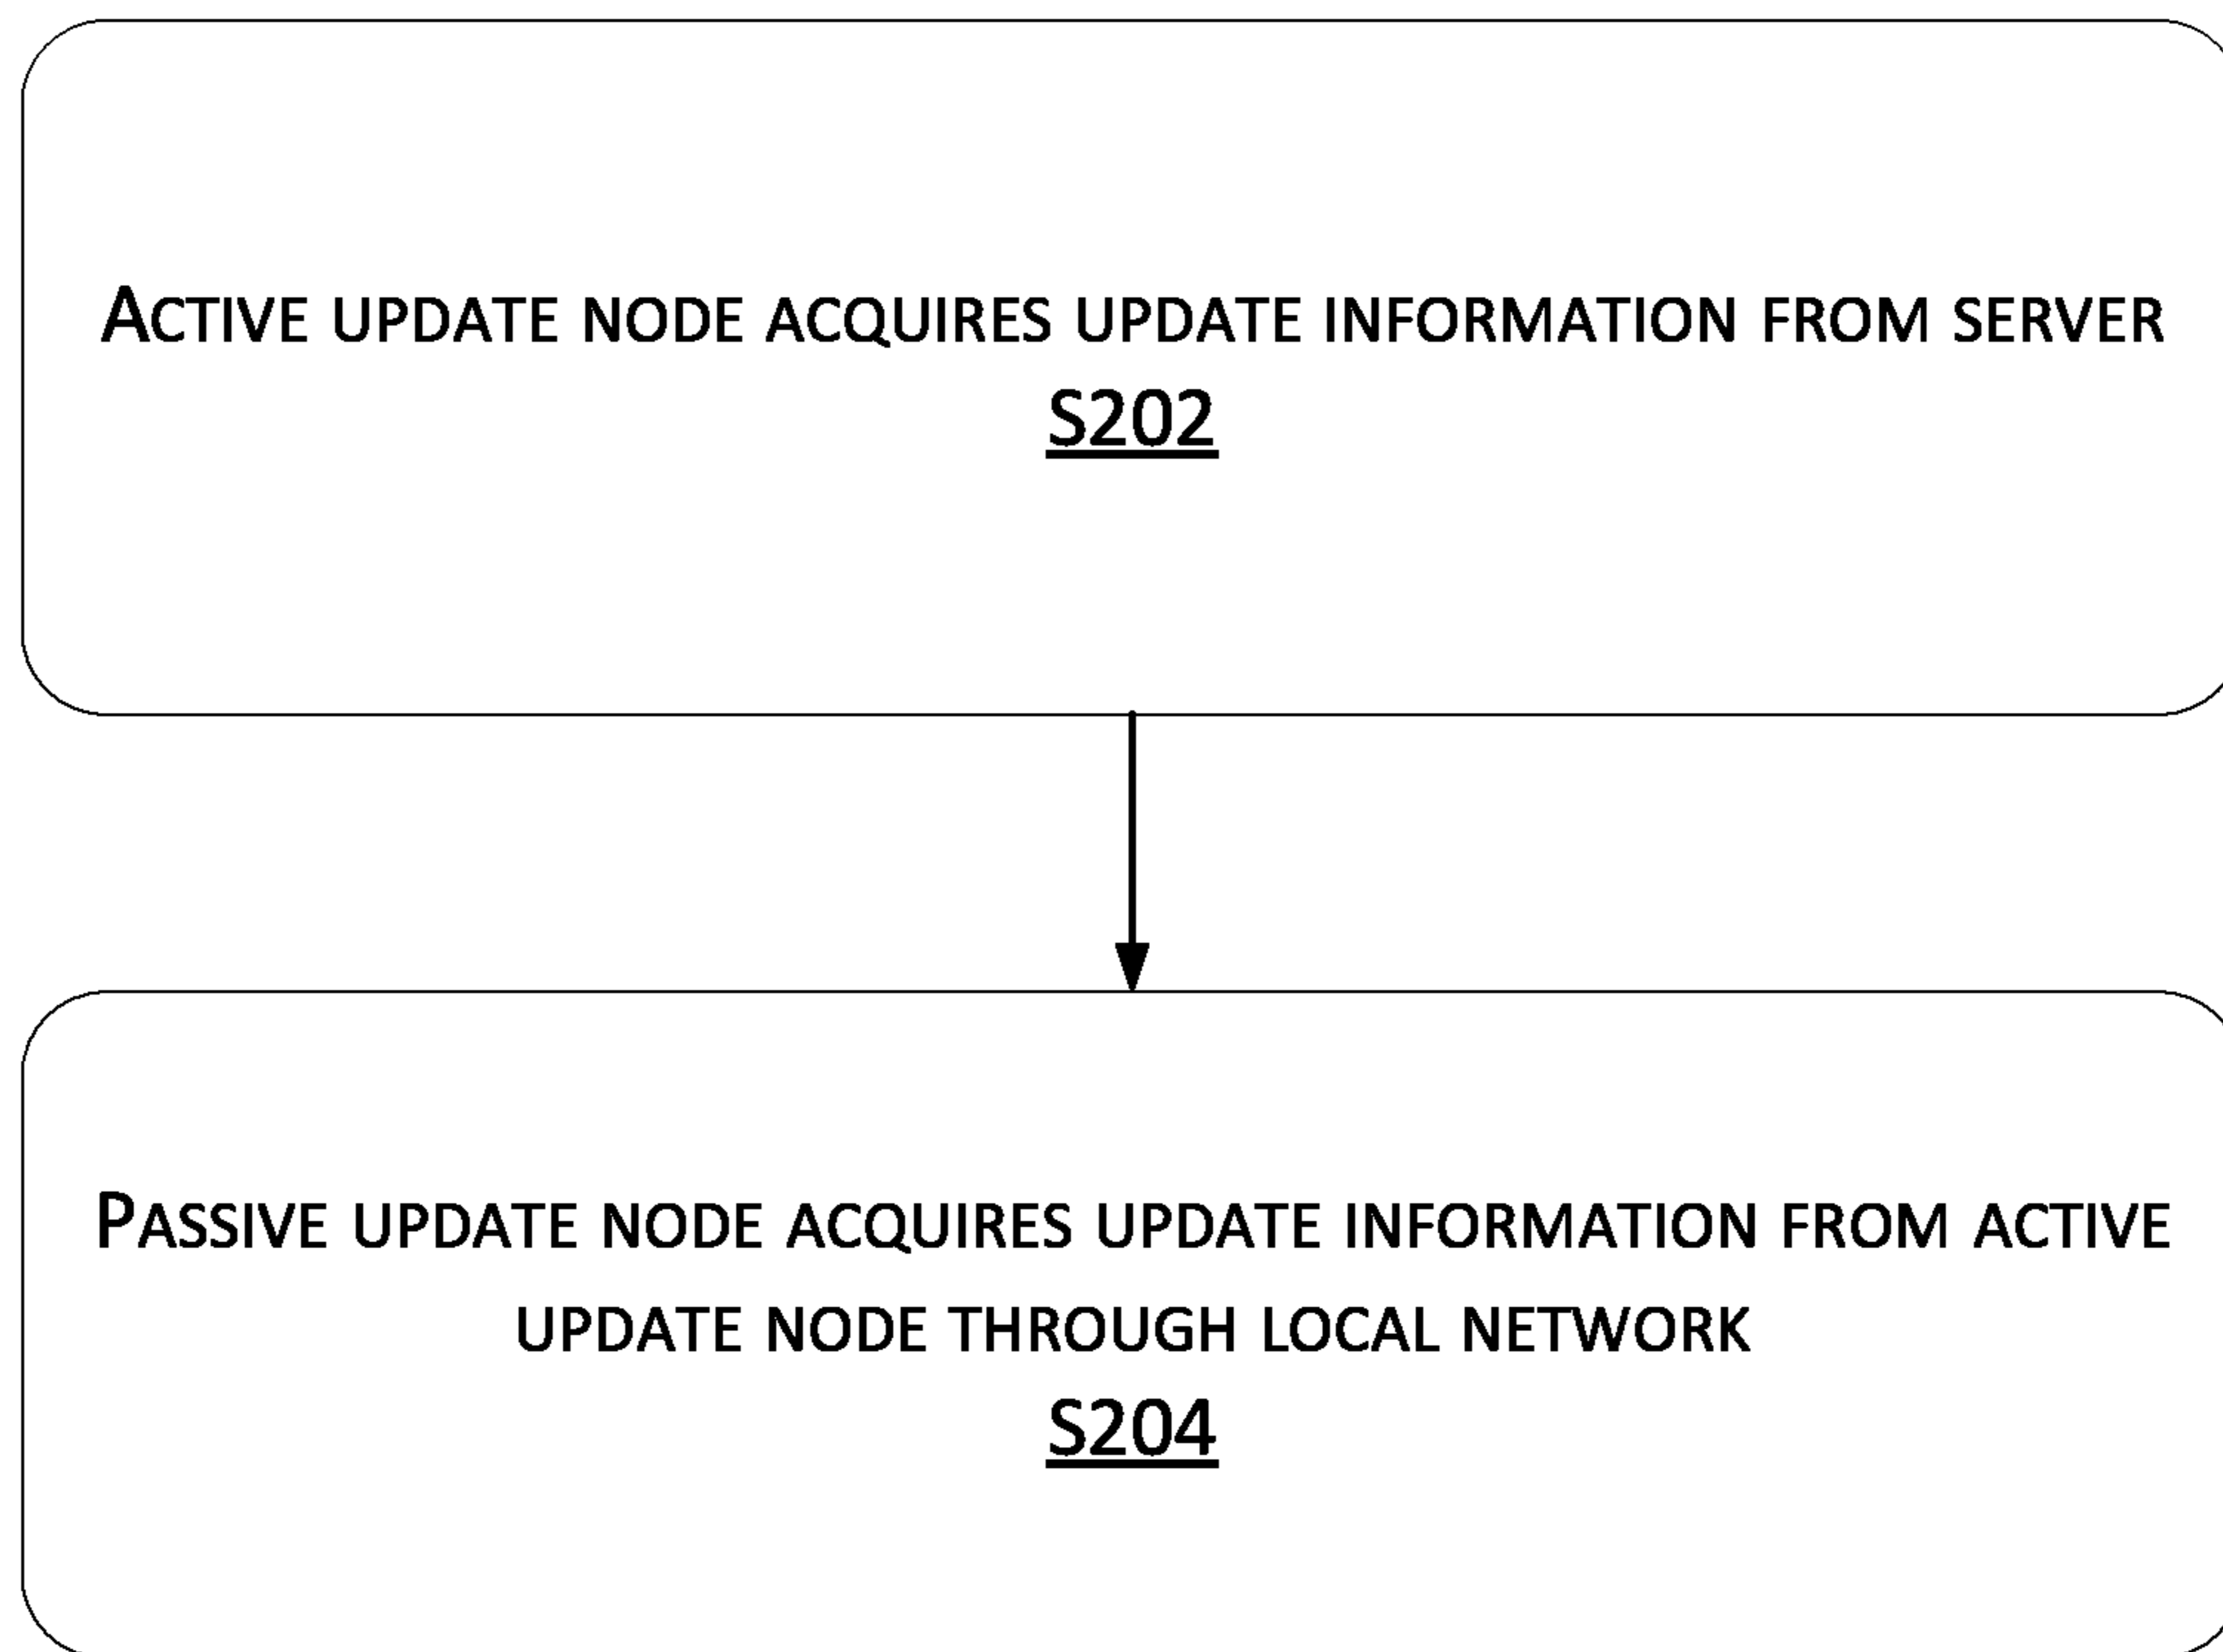 ACTIVE UPDATE NODE ACQUIRES UPDATE INFORMATION FROM SERVER
S202
PASSIVE UPDATE NODE ACQUIRES UPDATE INFORMATION FROM ACTIVE
UPDATE NODE THROUGH LOCAL NETWORK
S204